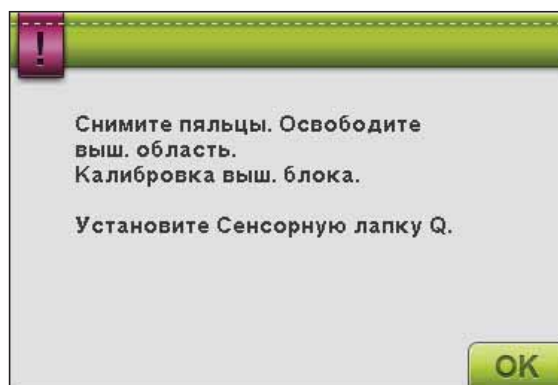 !
Снимите пяльцы. Освободите
выш. область.
Калибровка выш. блока.
Установите Сенсорную лапку Q.
OK